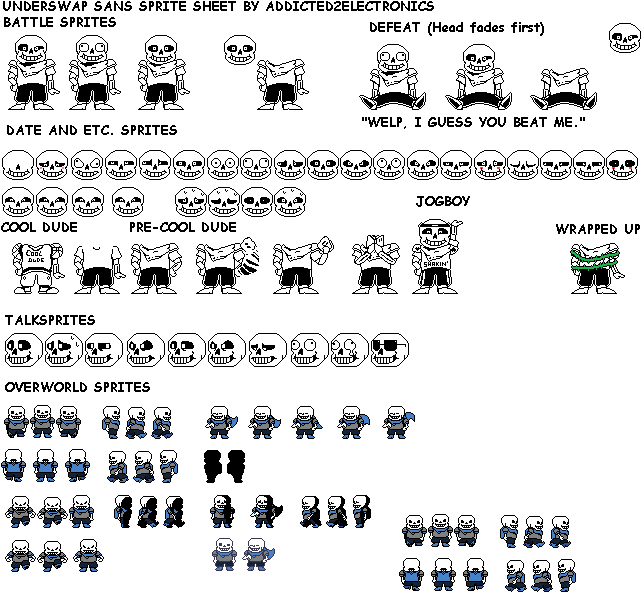 UNDERSWAP SANS SPRITE SHEET BY ADDICTED2ELECTRONICS
BATTLE SPRITES
DEFEAT (Head fades first)
"WELP, I GUESS YOU BEAT ME."
DATE AND ETC. SPRITES
JOGBOY
COOL DUDE
PRE-COOL DUDE
WRAPPED UP
COOL
DUDE
TALKSPRITES
OVERWORLD SPRITES